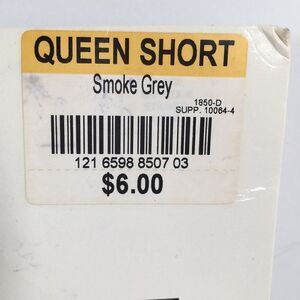 QUEEN SHORT
Smoke Grey
1850-D
SUPP. 10064-4
121 6598 8507 03
$6.00